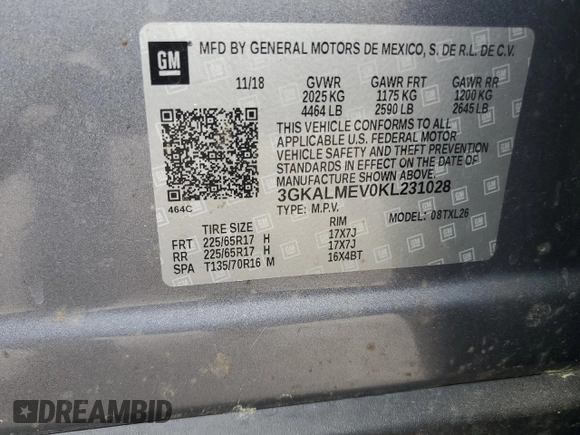 GM
MFD BY GENERAL MOTORS DE MEXICO, S. DE R.L. DE C.V.
11/18 GVWR GAWR FRT GAWR RR
2025 KG 1175 KG 1200 KG
4464 LB 2590 LB 2645 LB
THIS VEHICLE CONFORMS TO ALL
APPLICABLE U.S. FEDERAL MOTOR
VEHICLE SAFETY AND THEFT PREVENTION
STANDARDS IN EFFECT ON THE DATE OF
MANUFACTURE SHOWN ABOVE.
3GKALMEV0KL231028
464C TYPE: M.P.V. MODEL: 08TXL26
TIRE SIZE RIM
FRT 225/65R17 H 17X7J
RR 225/65R17 H 17X7J
SPA T135/70R16 M 16X4BT
DREAMBID